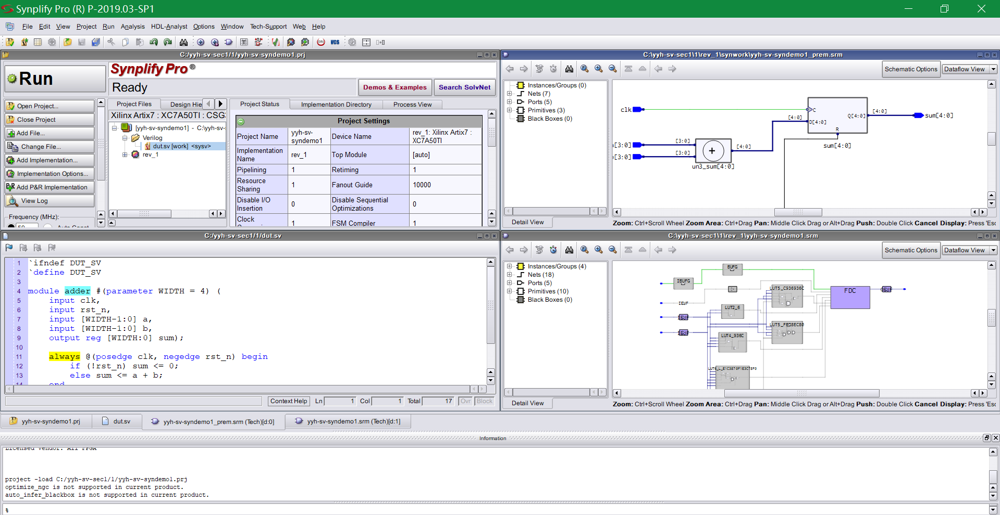 Synplify Pro (R) P-2019.03-SP1
File Edit View Project Run Analysis HDL-Analyst Options Window Tech-Support Web Help
C:/yyh-sv-sec1/1/yyh-sv-syndemo1.prj
Run
Synplify Pro ®
Ready
Demos & Examples
Search SolvNet
Open Project...
Close Project
Add File...
Change File...
Add Implementation...
Implementation Options...
Add P&R Implementation
View Log
Frequency (MHz):
Project Files
Design Hie
Xilinx Artix7 : XC7A50TI : CSG
[yyh-sv-syndemo1] - C:\yyh-sv-
Verilog
dut.sv [work] <sysv>
rev_1
Project Status
Implementation Directory
Process View
Project Settings
Project Name yyh-sv-syndemo1 Device Name rev_1: Xilinx Artix7 : XC7A50TI
Implementation Name rev_1 Top Module [auto]
Pipelining 1 Retiming 1
Resource Sharing 1 Fanout Guide 10000
Disable I/O Insertion 0 Disable Sequential Optimizations 0
Clock 1 FSM Compiler 1
C:\yyh-sv-sec1\1\rev_1\synwork\yyh-sv-syndemo1_prem.srm
Schematic Options
Dataflow View
Instances/Groups (0)
Nets (7)
Ports (5)
Primitives (3)
Black Boxes (0)
Detail View
clk
[3:0]
[3:0]
[3:0]
[3:0]
+
un3_sum[4:0]
[4:0]
[4:0]
C
D[4:0]
R
Q[4:0]
sum[4:0]
[4:0]
sum[4:0]
Zoom: Ctrl+Scroll Wheel Zoom Area: Ctrl+Drag Pan: Middle Click Drag or Alt+Drag Push: Double Click Cancel Display: Press 'Esc
C:/yyh-sv-sec1/1/dut.sv
1 `ifndef DUT_SV
2 `define DUT_SV
3
4 module adder #(parameter WIDTH = 4) (
5 input clk,
6 input rst_n,
7 input [WIDTH-1:0] a,
8 input [WIDTH-1:0] b,
9 output reg [WIDTH:0] sum);
10
11 always @(posedge clk, negedge rst_n) begin
12 if (!rst_n) sum <= 0;
13 else sum <= a + b;
14 end
Context Help
Ln 1 Col 1 Total 17 Ovr Block
C:\yyh-sv-sec1\1\rev_1\yyh-sv-syndemo1.srm
Schematic Options
Dataflow View
Instances/Groups (4)
Nets (18)
Ports (5)
Primitives (10)
Black Boxes (0)
Detail View
BUFG
IBUFG
IBUF
IBUF
IBUF
LUT2_6
LUT4_936C
LUT5_C936936C
LUT5_FEC8EC80
LUT6_L_E1C3870F1E3C78F0
FDC
OBUF
Zoom: Ctrl+Scroll Wheel Zoom Area: Ctrl+Drag Pan: Middle Click Drag or Alt+Drag Push: Double Click Cancel Display: Press 'Esc
yyh-sv-syndemo1.prj
dut.sv
yyh-sv-syndemo1_prem.srm (Tech)[d:0]
yyh-sv-syndemo1.srm (Tech)[d:1]
Information
Licensed Vendor: All FPGA
project -load C:/yyh-sv-sec1/1/yyh-sv-syndemo1.prj
optimize_ngc is not supported in current product.
auto_infer_blackbox is not supported in current product.
%